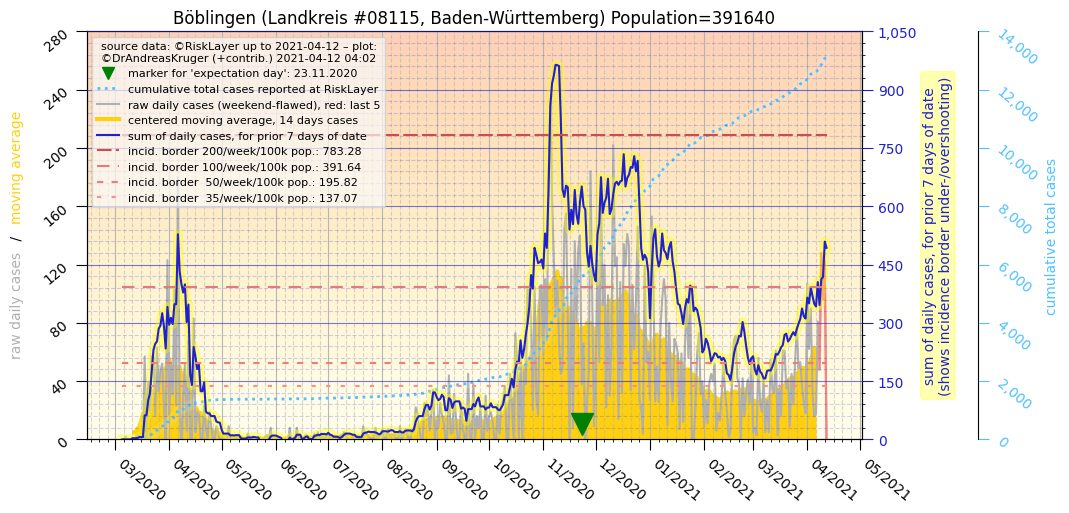 Böblingen (Landkreis #08115, Baden-Württemberg) Population=391640
source data: ©RiskLayer up to 2021-04-12 – plot:
©DrAndreasKruger (+contrib.) 2021-04-12 04:02
marker for 'expectation day': 23.11.2020
cumulative total cases reported at RiskLayer
raw daily cases (weekend-flawed), red: last 5
centered moving average, 14 days cases
sum of daily cases, for prior 7 days of date
incid. border 200/week/100k pop.: 783.28
incid. border 100/week/100k pop.: 391.64
incid. border  50/week/100k pop.: 195.82
incid. border  35/week/100k pop.: 137.07
raw daily cases / moving average
280
240
200
160
120
80
40
0
03/2020
04/2020
05/2020
06/2020
07/2020
08/2020
09/2020
10/2020
11/2020
12/2020
01/2021
02/2021
03/2021
04/2021
05/2021
1,050
900
750
600
450
300
150
0
sum of daily cases, for prior 7 days of date
(shows incidence border under-/overshooting)
14,000
12,000
10,000
8,000
6,000
4,000
2,000
0
cumulative total cases